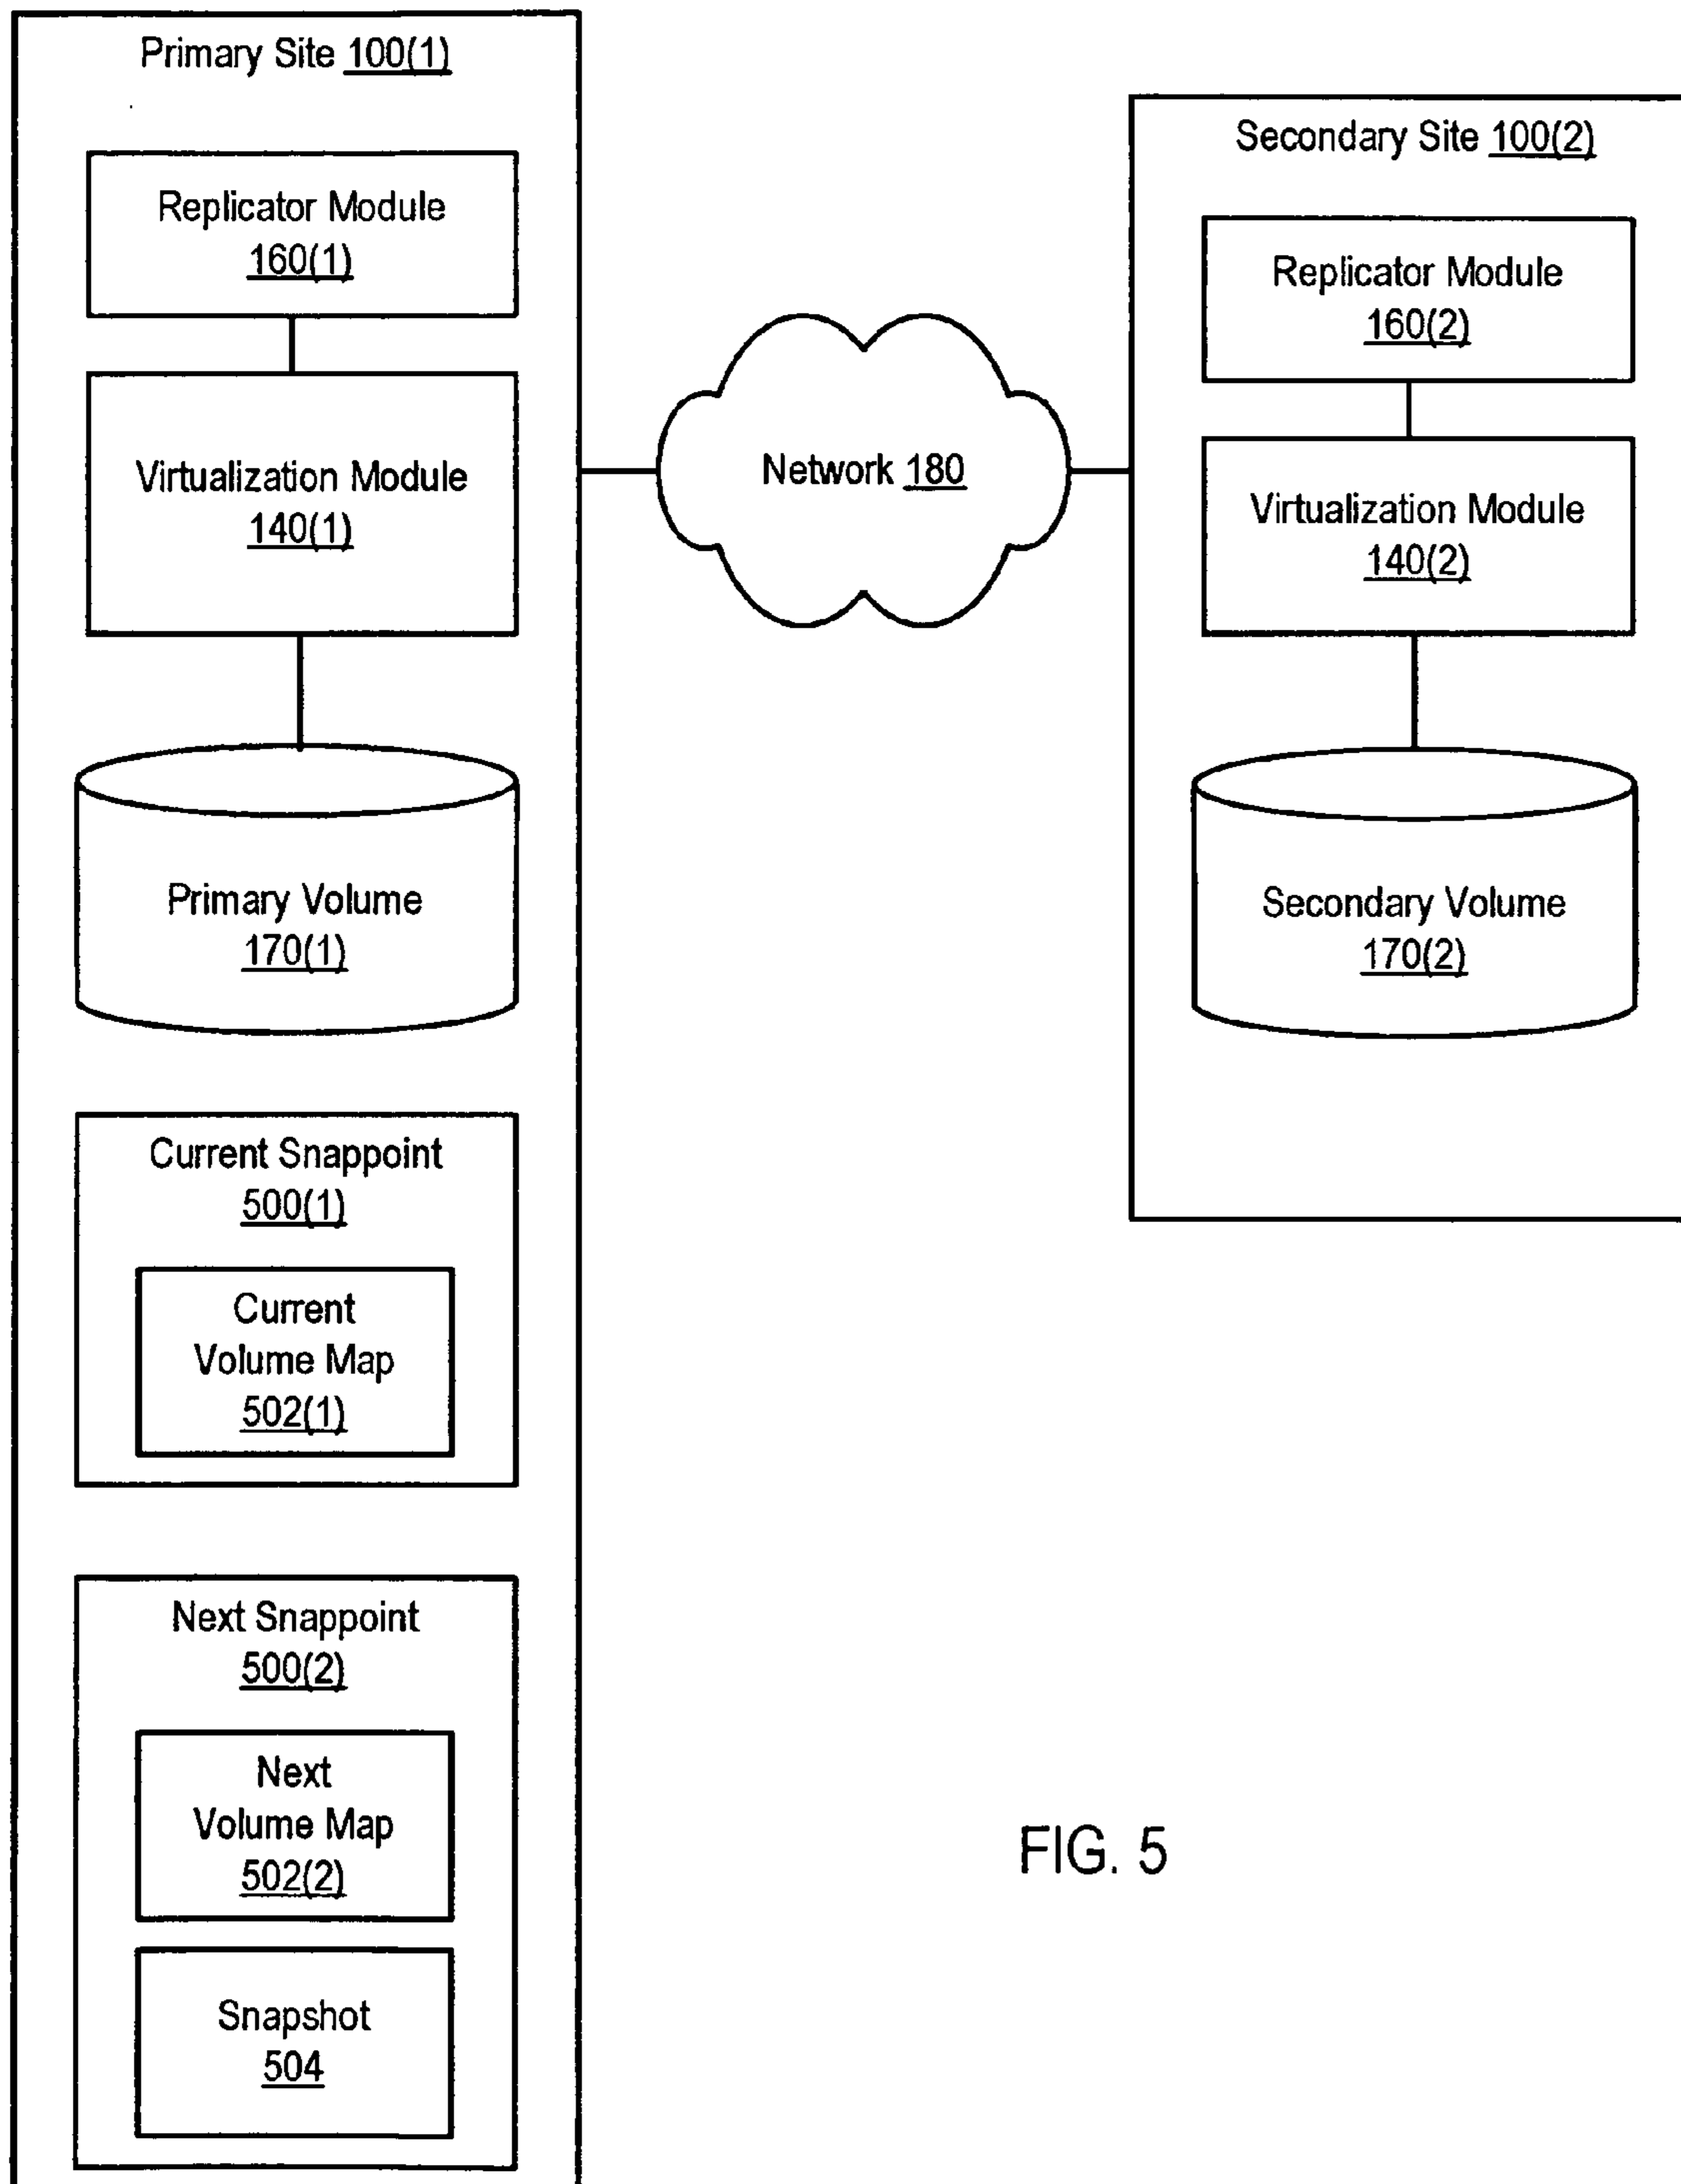 Primary Site 100(1)
Replicator Module
160(1)
Virtualization Module
140(1)
Primary Volume
170(1)
Current Snappoint
500(1)
Current
Volume Map
502(1)
Next Snappoint
500(2)
Next
Volume Map
502(2)
Snapshot
504
Network 180
Secondary Site 100(2)
Replicator Module
160(2)
Virtualization Module
140(2)
Secondary Volume
170(2)
FIG. 5